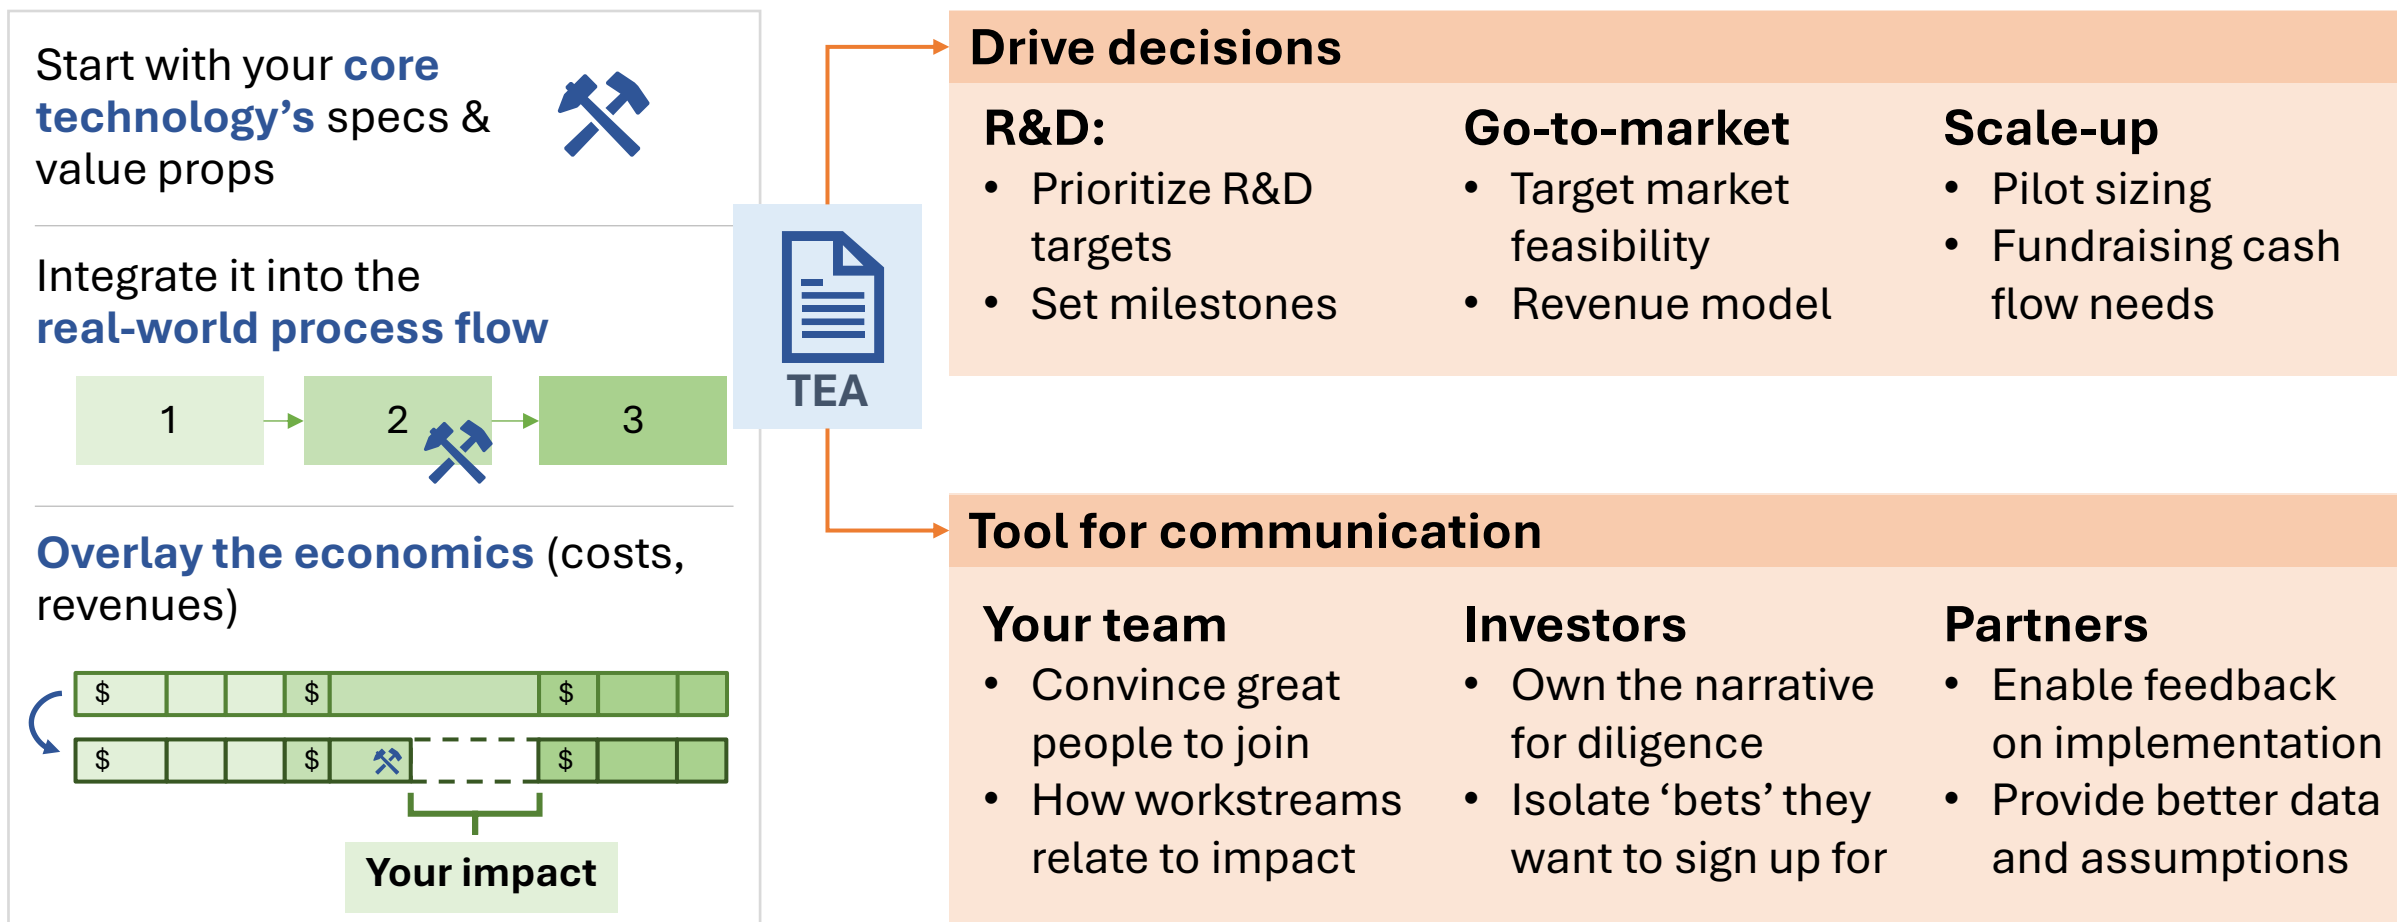 Start with your core
technology’s specs &
value props
Integrate it into the
real-world process flow
1
2
3
Overlay the economics (costs,
revenues)
$
$
$
$
$
$
Your impact
TEA
Drive decisions
R&D:
• Prioritize R&D
targets
• Set milestones
Go-to-market
• Target market
feasibility
• Revenue model
Scale-up
• Pilot sizing
• Fundraising cash
flow needs
Tool for communication
Your team
• Convince great
people to join
• How workstreams
relate to impact
Investors
• Own the narrative
for diligence
• Isolate ‘bets’ they
want to sign up for
Partners
• Enable feedback
on implementation
• Provide better data
and assumptions